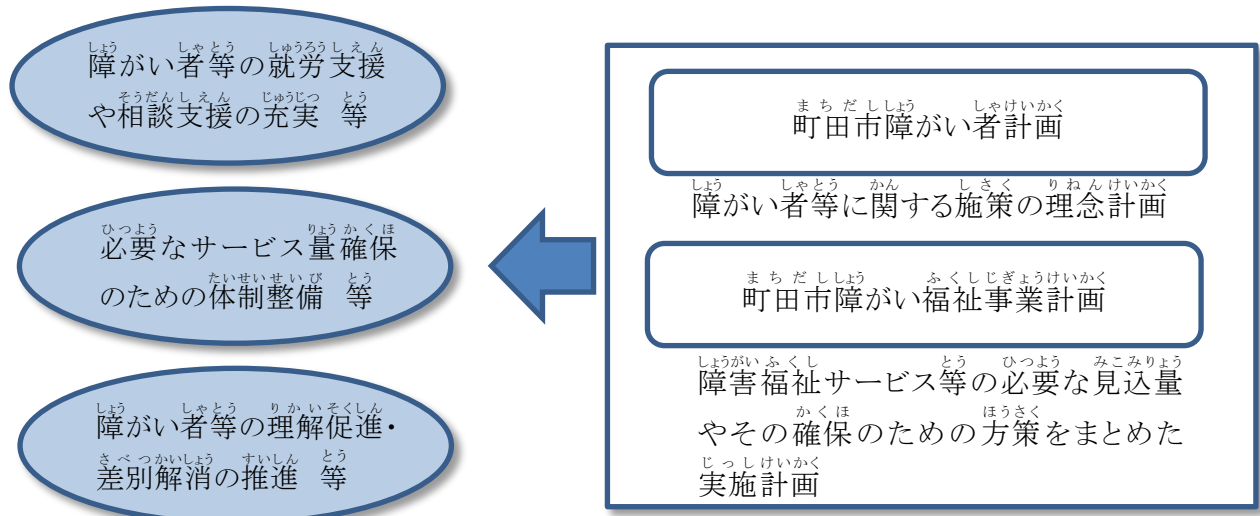 障がい者等の就労支援
や相談支援の充実 等
必要なサービス量確保
のための体制整備 等
障がい者等の理解促進・
差別解消の推進 等
町田市障がい者計画
障がい者等に関する施策の理念計画
町田市障がい福祉事業計画
障害福祉サービス等の必要な見込量
やその確保のための方策をまとめた
実施計画